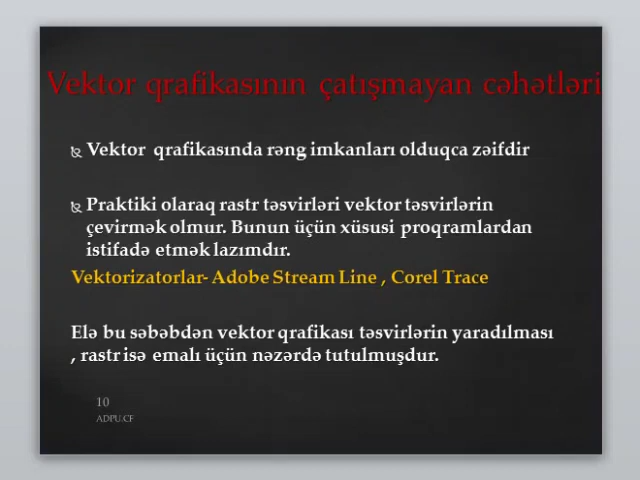 Vektor qrafikasının çatışmayan cəhətləri
Vektor qrafikasında rəng imkanları olduqca zəifdir
Praktiki olaraq rastr təsvirləri vektor təsvirlərin
çevirmək olmur. Bunun üçün xüsusi proqramlardan
istifadə etmək lazımdır.
Vektorizatorlar- Adobe Stream Line , Corel Trace
Elə bu səbəbdən vektor qrafikası təsvirlərin yaradılması
, rastr isə emalı üçün nəzərdə tutulmuşdur.
10
ADPU.CF